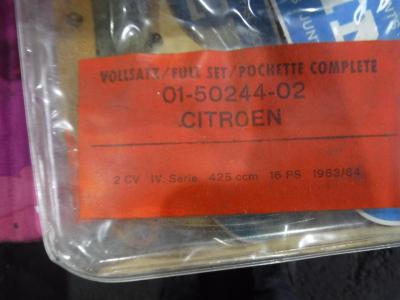 VOLLSATZ/FULL SET/POCHETTE COMPLETE
01-50244-02
CITROEN
2 CV IV. Serie 425 ccm 16 PS 1963/64